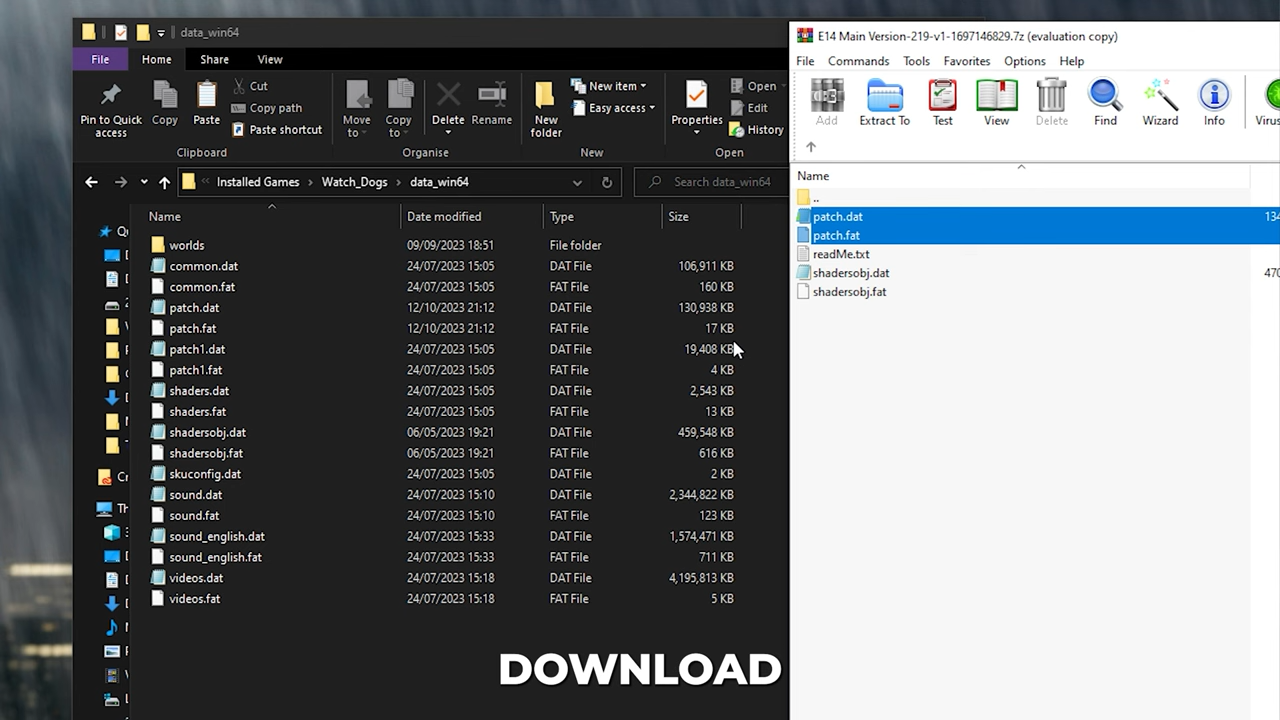 data_win64
File
Home
Share
View
Pin to Quick access
Copy
Paste
Cut
Copy path
Paste shortcut
Clipboard
Move to
Copy to
Delete
Rename
Organise
New folder
New item
Easy access
New
Properties
Open
Edit
History
Open
« Installed Games > Watch_Dogs > data_win64
Search data_win64
Name Date modified Type Size
worlds 09/09/2023 18:51 File folder
common.dat 24/07/2023 15:05 DAT File 106,911 KB
common.fat 24/07/2023 15:05 FAT File 160 KB
patch.dat 12/10/2023 21:12 DAT File 130,938 KB
patch.fat 12/10/2023 21:12 FAT File 17 KB
patch1.dat 24/07/2023 15:05 DAT File 19,408 KB
patch1.fat 24/07/2023 15:05 FAT File 4 KB
shaders.dat 24/07/2023 15:05 DAT File 2,543 KB
shaders.fat 24/07/2023 15:05 FAT File 13 KB
shadersobj.dat 06/05/2023 19:21 DAT File 459,548 KB
shadersobj.fat 06/05/2023 19:21 FAT File 616 KB
skuconfig.dat 24/07/2023 15:05 DAT File 2 KB
sound.dat 24/07/2023 15:10 DAT File 2,344,822 KB
sound.fat 24/07/2023 15:10 FAT File 123 KB
sound_english.dat 24/07/2023 15:33 DAT File 1,574,471 KB
sound_english.fat 24/07/2023 15:33 FAT File 711 KB
videos.dat 24/07/2023 15:18 DAT File 4,195,813 KB
videos.fat 24/07/2023 15:18 FAT File 5 KB
E14 Main Version-219-v1-1697146829.7z (evaluation copy)
File Commands Tools Favorites Options Help
Add
Extract To
Test
View
Delete
Find
Wizard
Info
Name
..
patch.dat
patch.fat
readMe.txt
shadersobj.dat
shadersobj.fat
DOWNLOAD